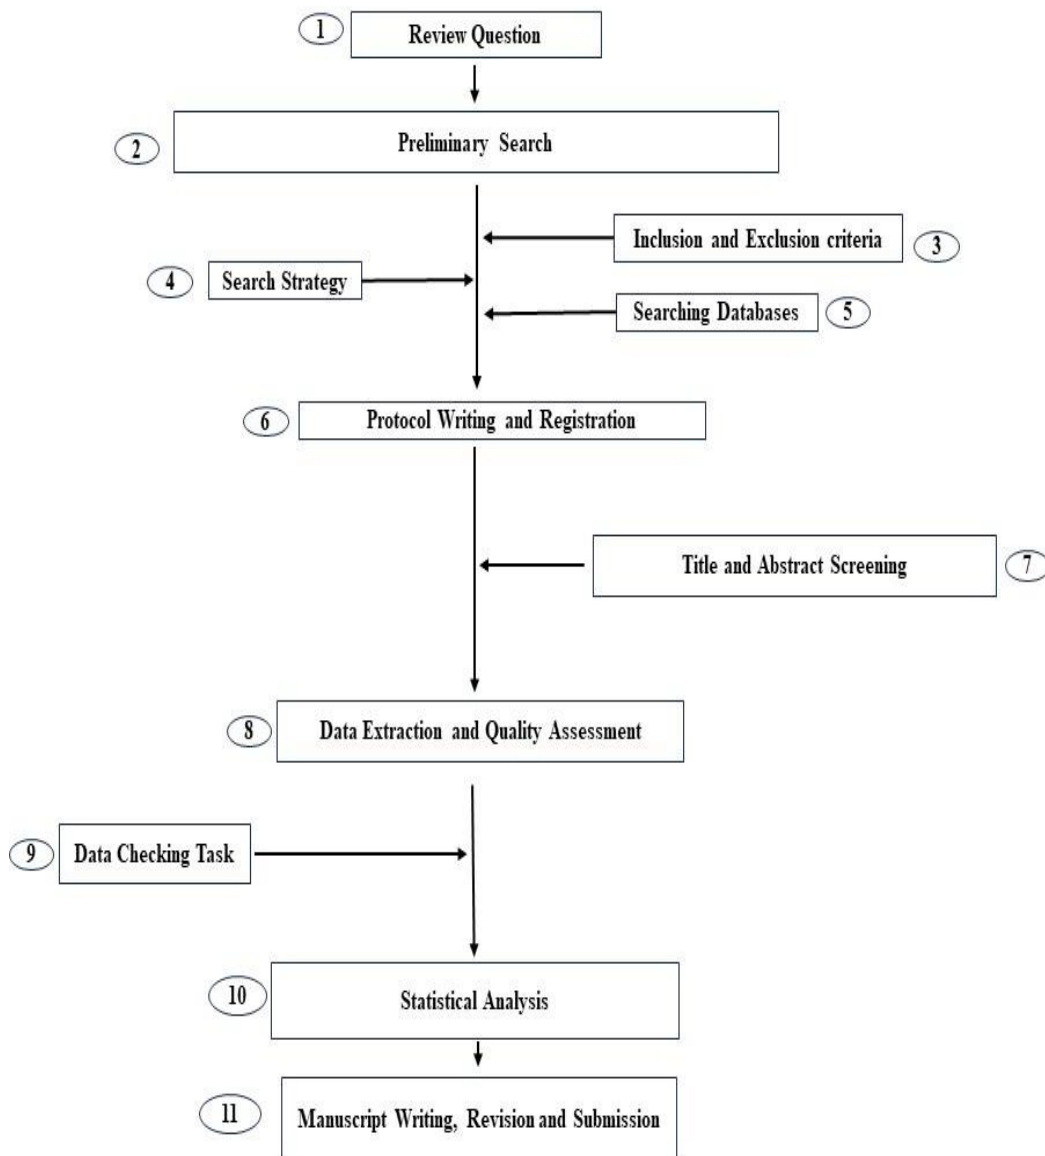 1
Review Question
2
Preliminary Search
Inclusion and Exclusion criteria
3
4
Search Strategy
Searching Databases
5
6
Protocol Writing and Registration
Title and Abstract Screening
7
8
Data Extraction and Quality Assessment
9
Data Checking Task
10
Statistical Analysis
11
Manuscript Writing, Revision and Submission